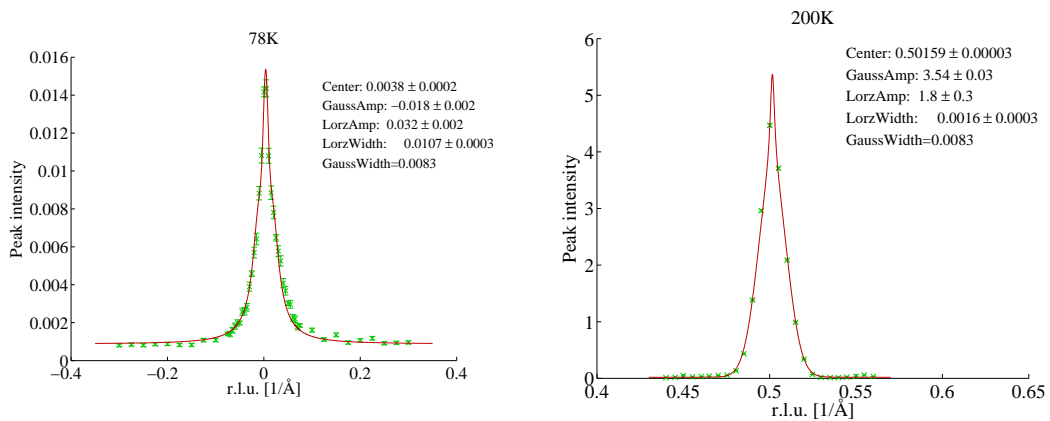 78K
Center: 0.0038 ± 0.0002
GaussAmp: −0.018 ± 0.002
LorzAmp: 0.032 ± 0.002
LorzWidth: 0.0107 ± 0.0003
GaussWidth=0.0083
Peak intensity
0.016
0.014
0.012
0.01
0.008
0.006
0.004
0.002
0
−0.4
−0.2
0
0.2
0.4
r.l.u. [1/Å]
200K
Center: 0.50159 ± 0.00003
GaussAmp: 3.54 ± 0.03
LorzAmp: 1.8 ± 0.3
LorzWidth: 0.0016 ± 0.0003
GaussWidth=0.0083
Peak intensity
6
5
4
3
2
1
0
0.4
0.45
0.5
0.55
0.6
0.65
r.l.u. [1/Å]